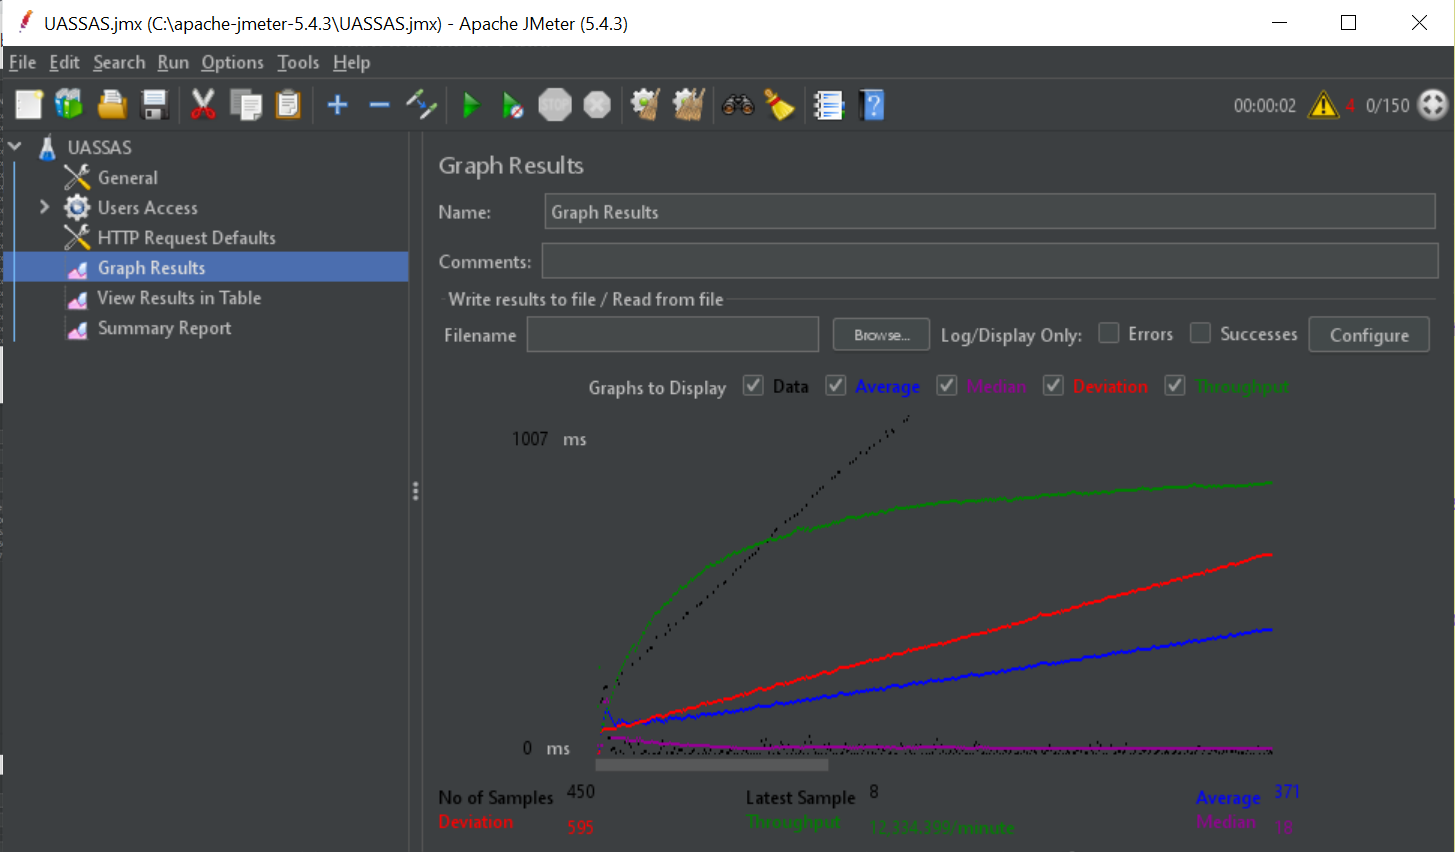 UASSAS.jmx (C:\apache-jmeter-5.4.3\UASSAS.jmx) - Apache JMeter (5.4.3)
File Edit Search Run Options Tools Help
STOP
00:00:02 4 0/150
UASSAS
General
Users Access
HTTP Request Defaults
Graph Results
View Results in Table
Summary Report
Graph Results
Name: Graph Results
Comments:
Write results to file / Read from file
Filename Browse... Log/Display Only: Errors Successes Configure
Graphs to Display Data Average Median Deviation Throughput
1007 ms
0 ms
No of Samples 450 Latest Sample 8 Average 371
Deviation 595 Throughput 12,334.399/minute Median